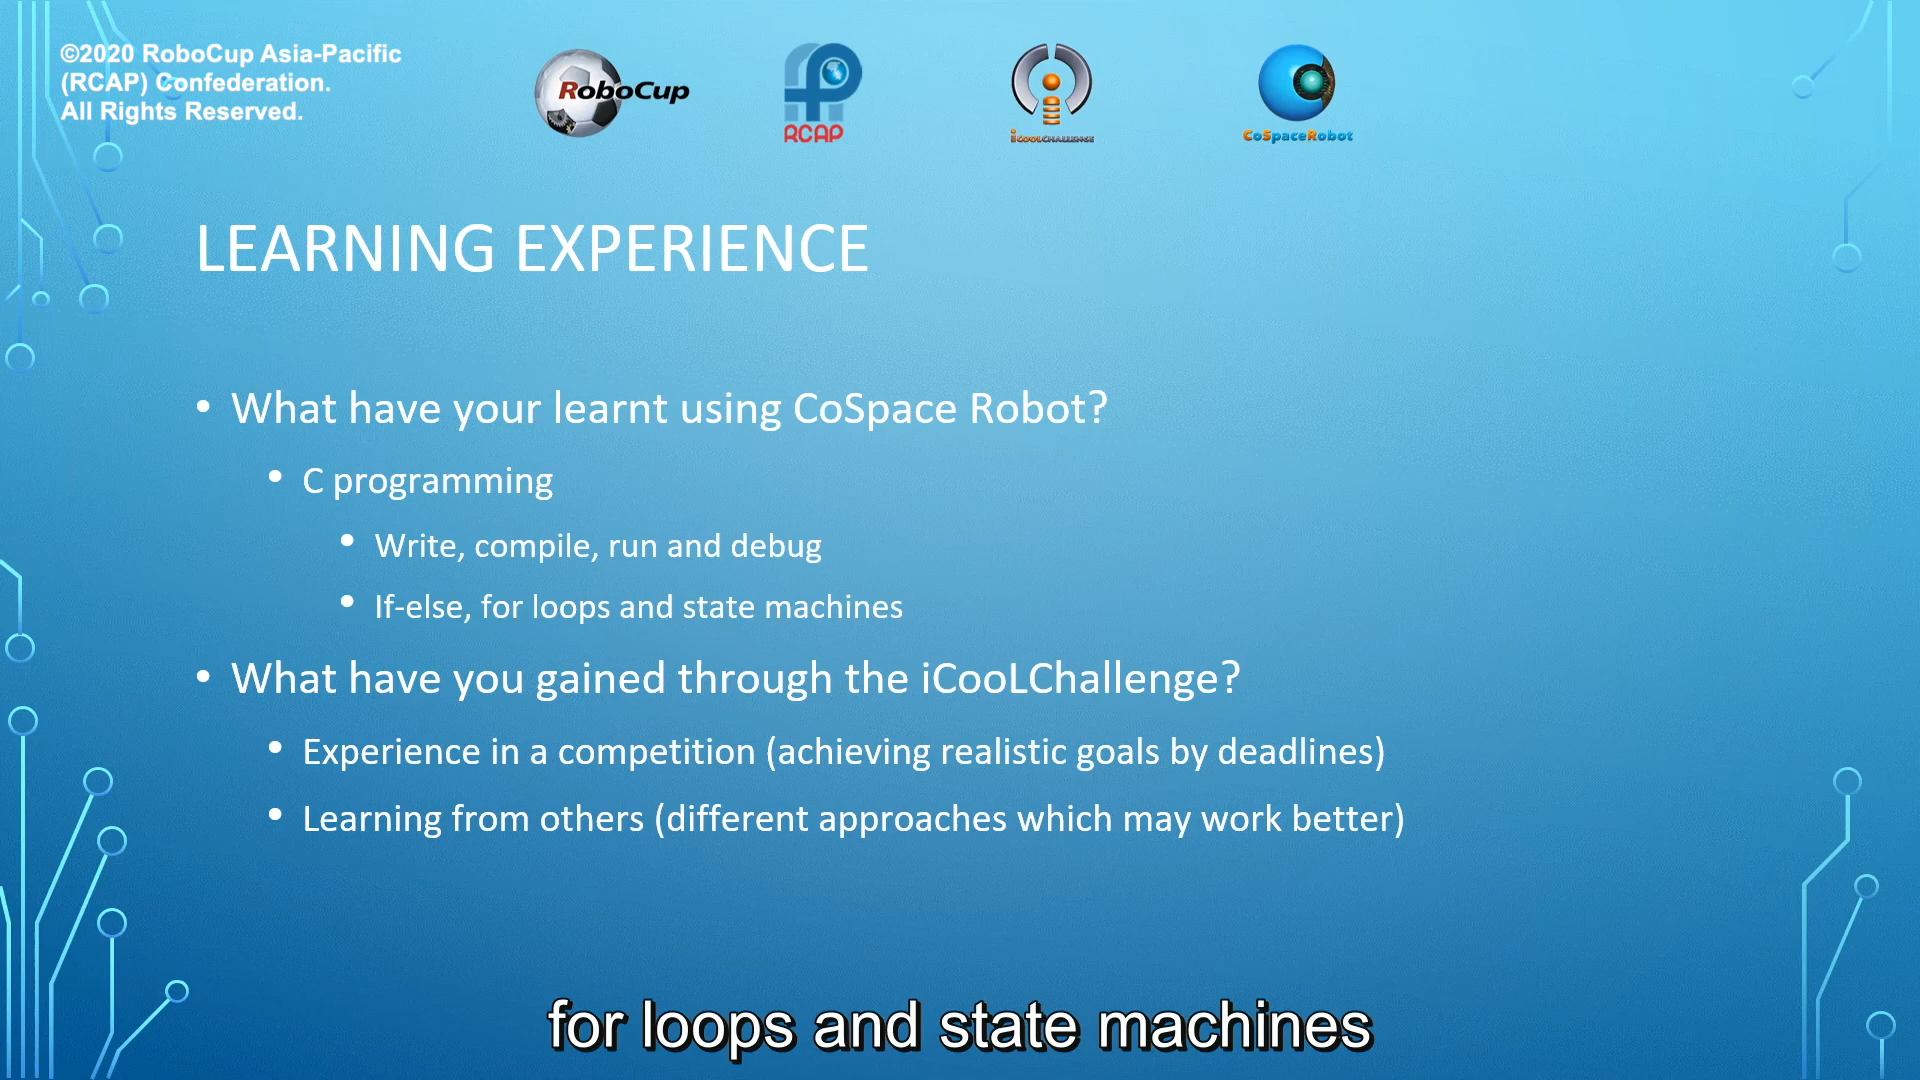 ©2020 RoboCup Asia-Pacific
(RCAP) Confederation.
All Rights Reserved.
RoboCup
RCAP
iCOOLCHALLENGE
CoSpaceRobot
LEARNING EXPERIENCE
• What have your learnt using CoSpace Robot?
• C programming
• Write, compile, run and debug
• If-else, for loops and state machines
• What have you gained through the iCooLChallenge?
• Experience in a competition (achieving realistic goals by deadlines)
• Learning from others (different approaches which may work better)
for loops and state machines